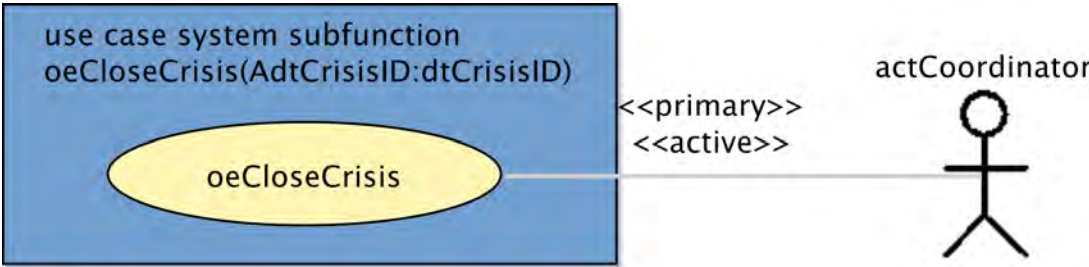 use case system subfunction
oeCloseCrisis(AdtCrisisID:dtCrisisID)
actCoordinator
<<primary>>
<<active>>
oeCloseCrisis